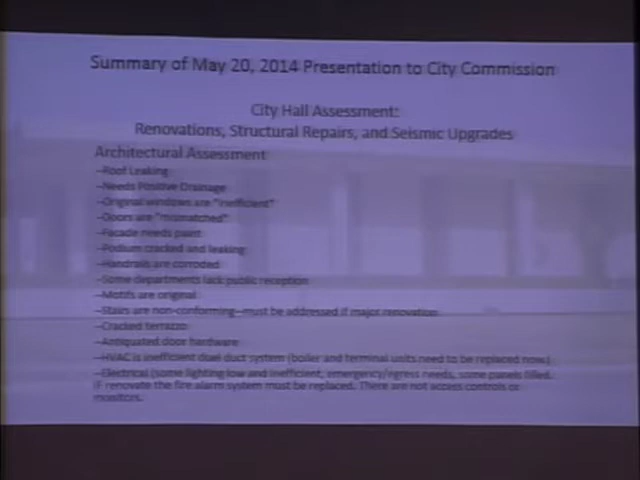 Summary of May 20, 2014 Presentation to City Commission
City Hall Assessment:
Renovations, Structural Repairs, and Seismic Upgrades
Architectural Assessment
--Roof Leaking
--Needs Positive Drainage
--Original windows are "inefficient"
--Doors are "mismatched"
--Facade needs paint
--Podium cracked and leaking
--Handrails are corroded
--Some departments lack public reception
--Motifs are original
--Stairs are non-conforming--must be addressed if major renovation
--Cracked terrazzo
--Antiquated door hardware
--HVAC is inefficient duel duct system (boiler and terminal units need to be replaced now)
--Electrical (some lighting low and inefficient, emergency/egress needs, some panels filled.
If renovate the fire alarm system must be replaced. There are not access controls or
monitors.